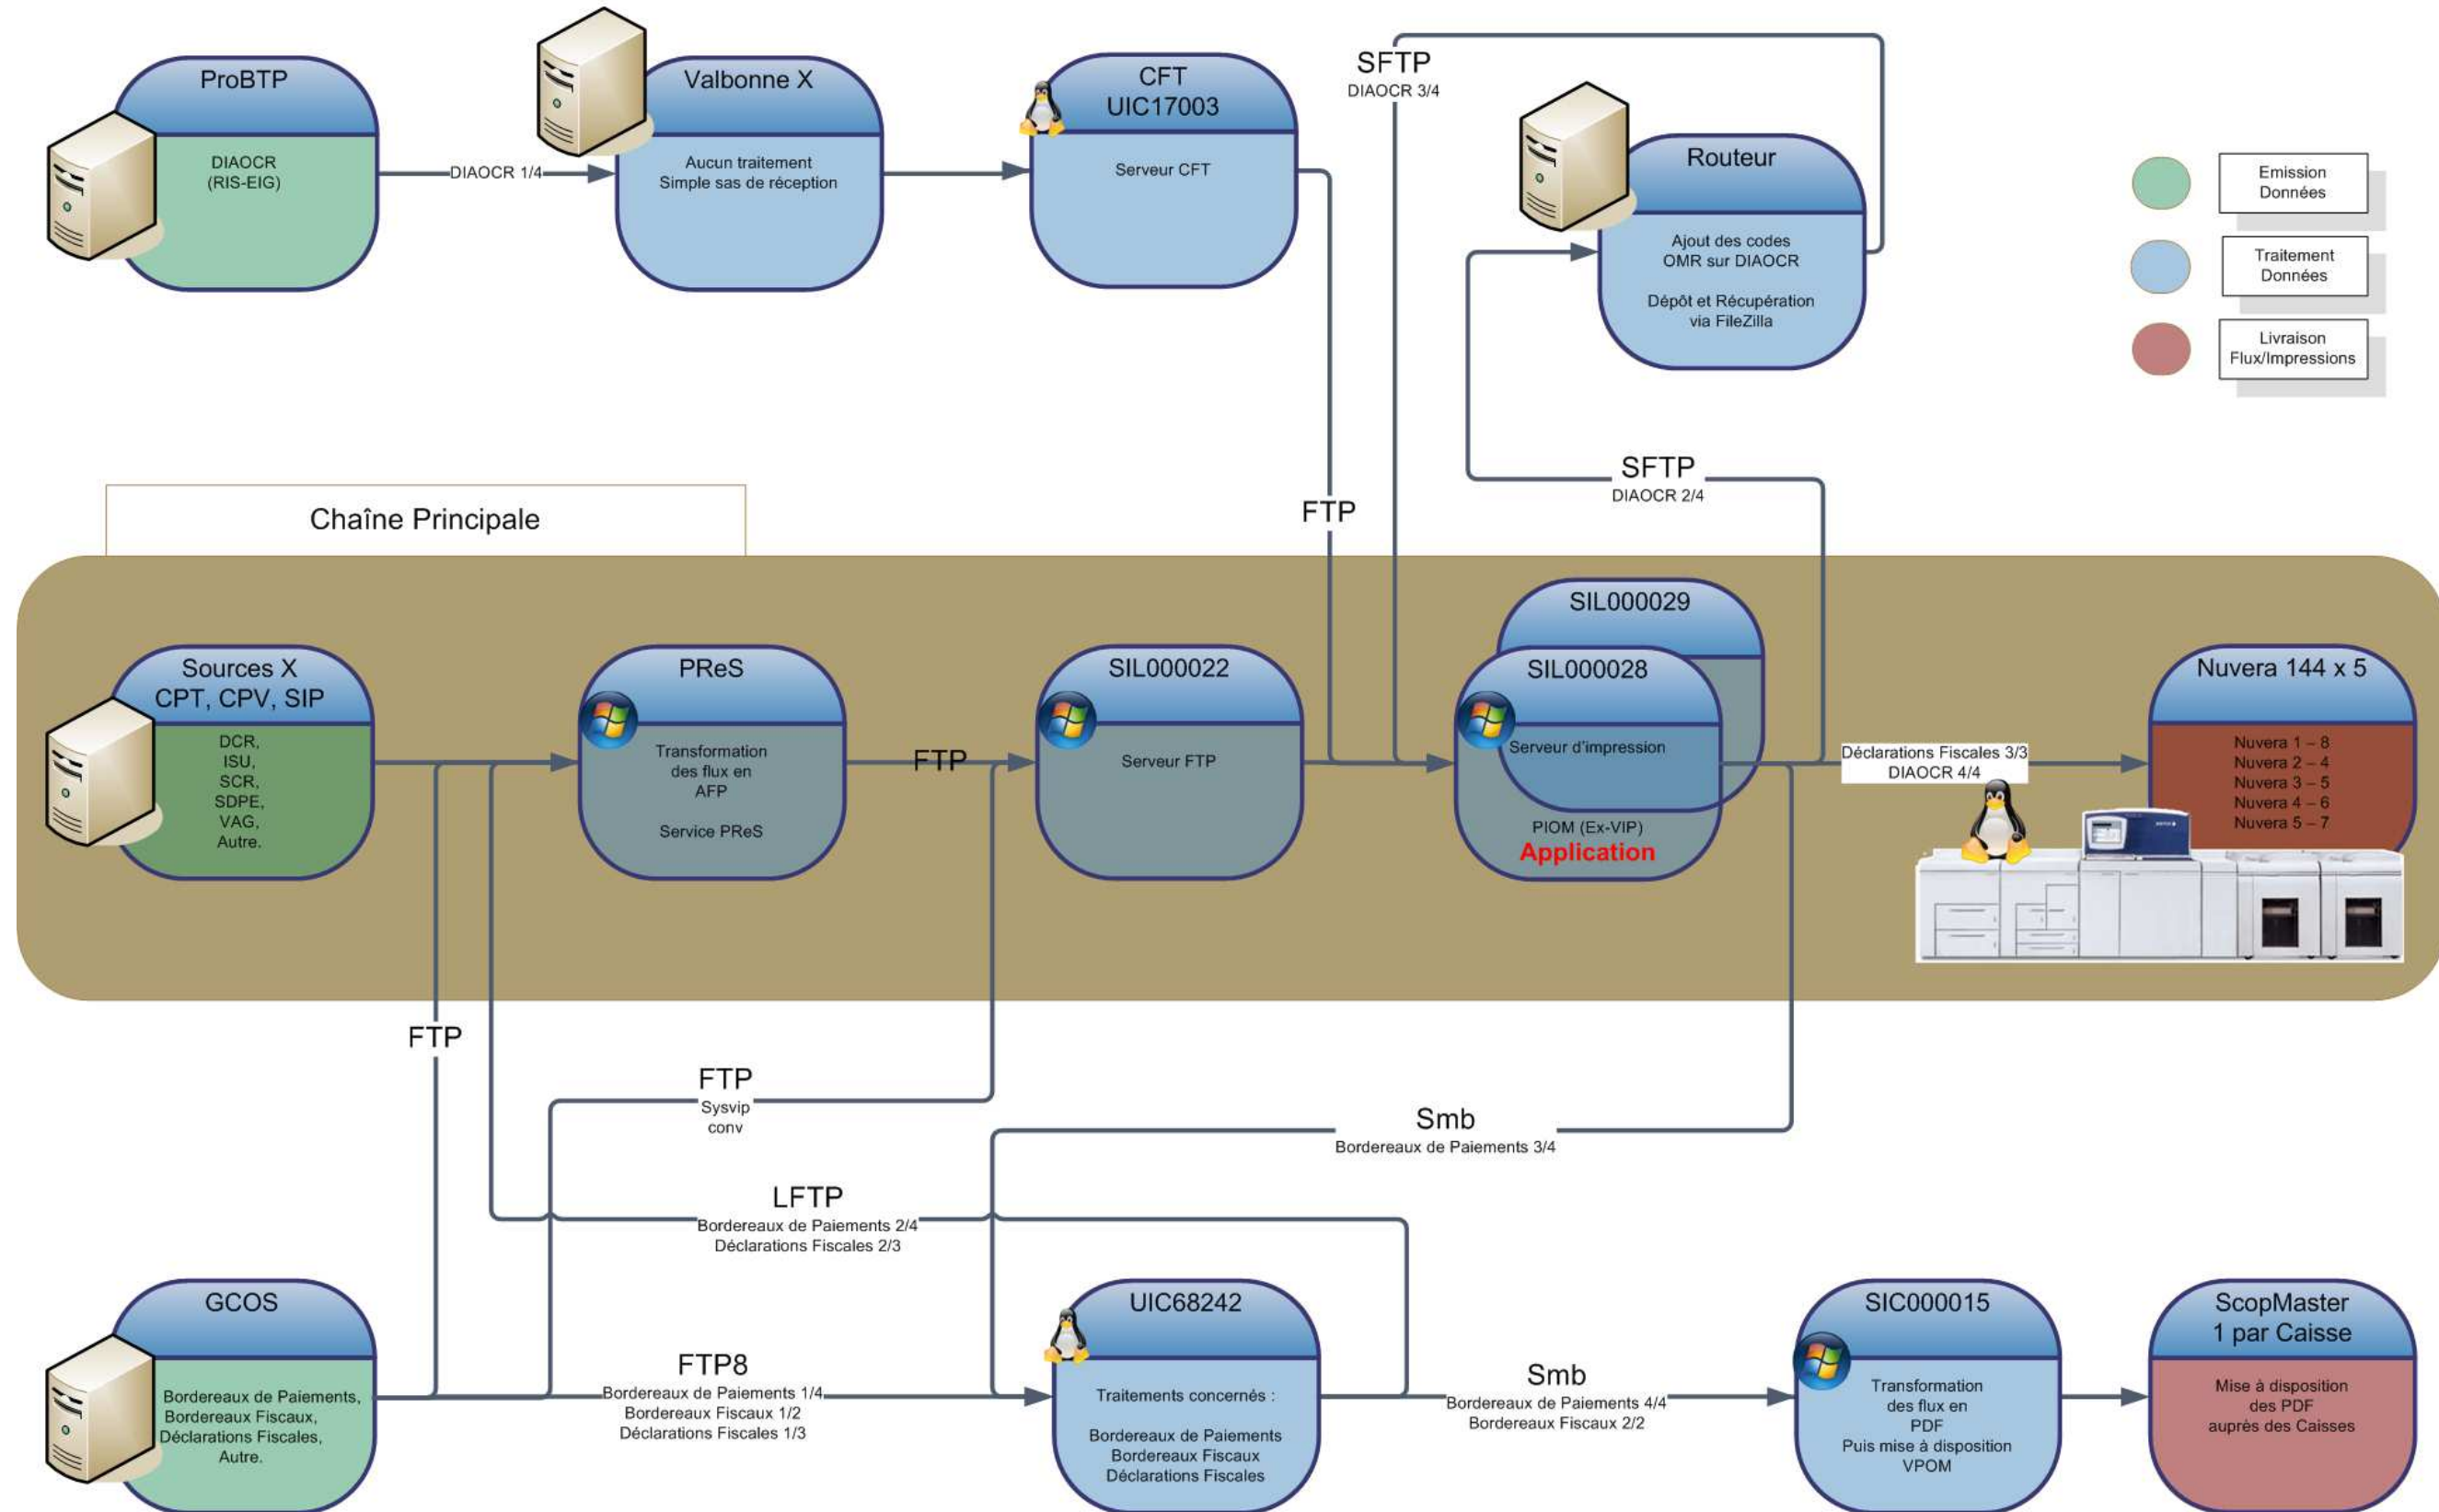 ProBTP
DIAOCR
(RIS-EIG)
DIAOCR 1/4
Valbonne X
Aucun traitement
Simple sas de réception
CFT
UIC17003
Serveur CFT
SFTP
DIAOCR 3/4
Routeur
Ajout des codes
OMR sur DIAOCR
Dépôt et Récupération
via FileZilla
Emission
Données
Traitement
Données
Livraison
Flux/Impressions
SFTP
DIAOCR 2/4
FTP
Chaîne Principale
Sources X
CPT, CPV, SIP
DCR,
ISU,
SCR,
SDPE,
VAG,
Autre.
PReS
Transformation
des flux en
AFP
Service PReS
FTP
SIL000022
Serveur FTP
SIL000029
SIL000028
Serveur d'impression
PIOM (Ex-VIP)
Application
Déclarations Fiscales 3/3
DIAOCR 4/4
Nuvera 144 x 5
Nuvera 1 – 8
Nuvera 2 – 4
Nuvera 3 – 5
Nuvera 4 – 6
Nuvera 5 – 7
FTP
FTP
Sysvip
conv
Smb
Bordereaux de Paiements 3/4
LFTP
Bordereaux de Paiements 2/4
Déclarations Fiscales 2/3
GCOS
Bordereaux de Paiements,
Bordereaux Fiscaux,
Déclarations Fiscales,
Autre.
FTP8
Bordereaux de Paiements 1/4
Bordereaux Fiscaux 1/2
Déclarations Fiscales 1/3
UIC68242
Traitements concernés :
Bordereaux de Paiements
Bordereaux Fiscaux
Déclarations Fiscales
Smb
Bordereaux de Paiements 4/4
Bordereaux Fiscaux 2/2
SIC000015
Transformation
des flux en
PDF
Puis mise à disposition
VPOM
ScopMaster
1 par Caisse
Mise à disposition
des PDF
auprès des Caisses